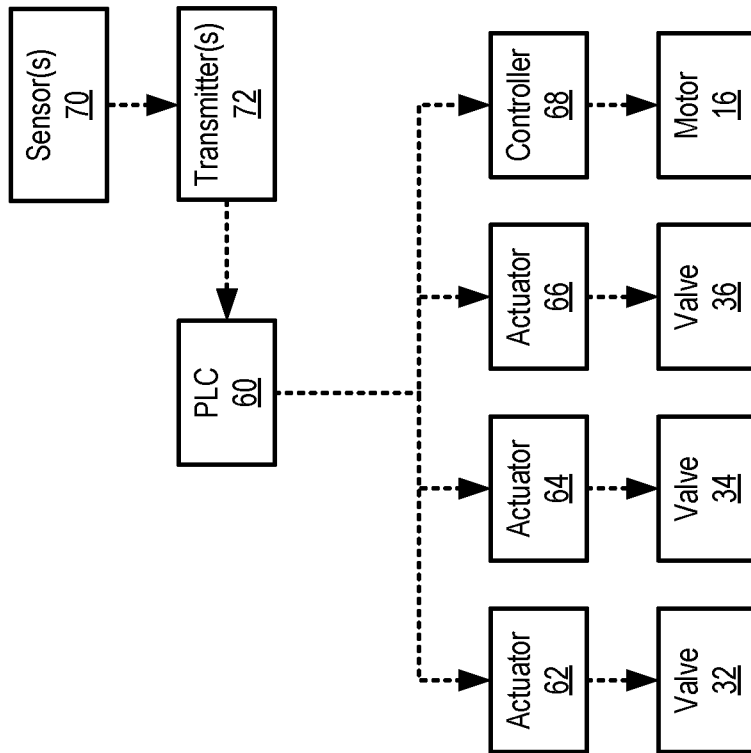 Sensor(s)
70
Transmitter(s)
72
PLC
60
Actuator
62
Actuator
64
Actuator
66
Controller
68
Valve
32
Valve
34
Valve
36
Motor
16